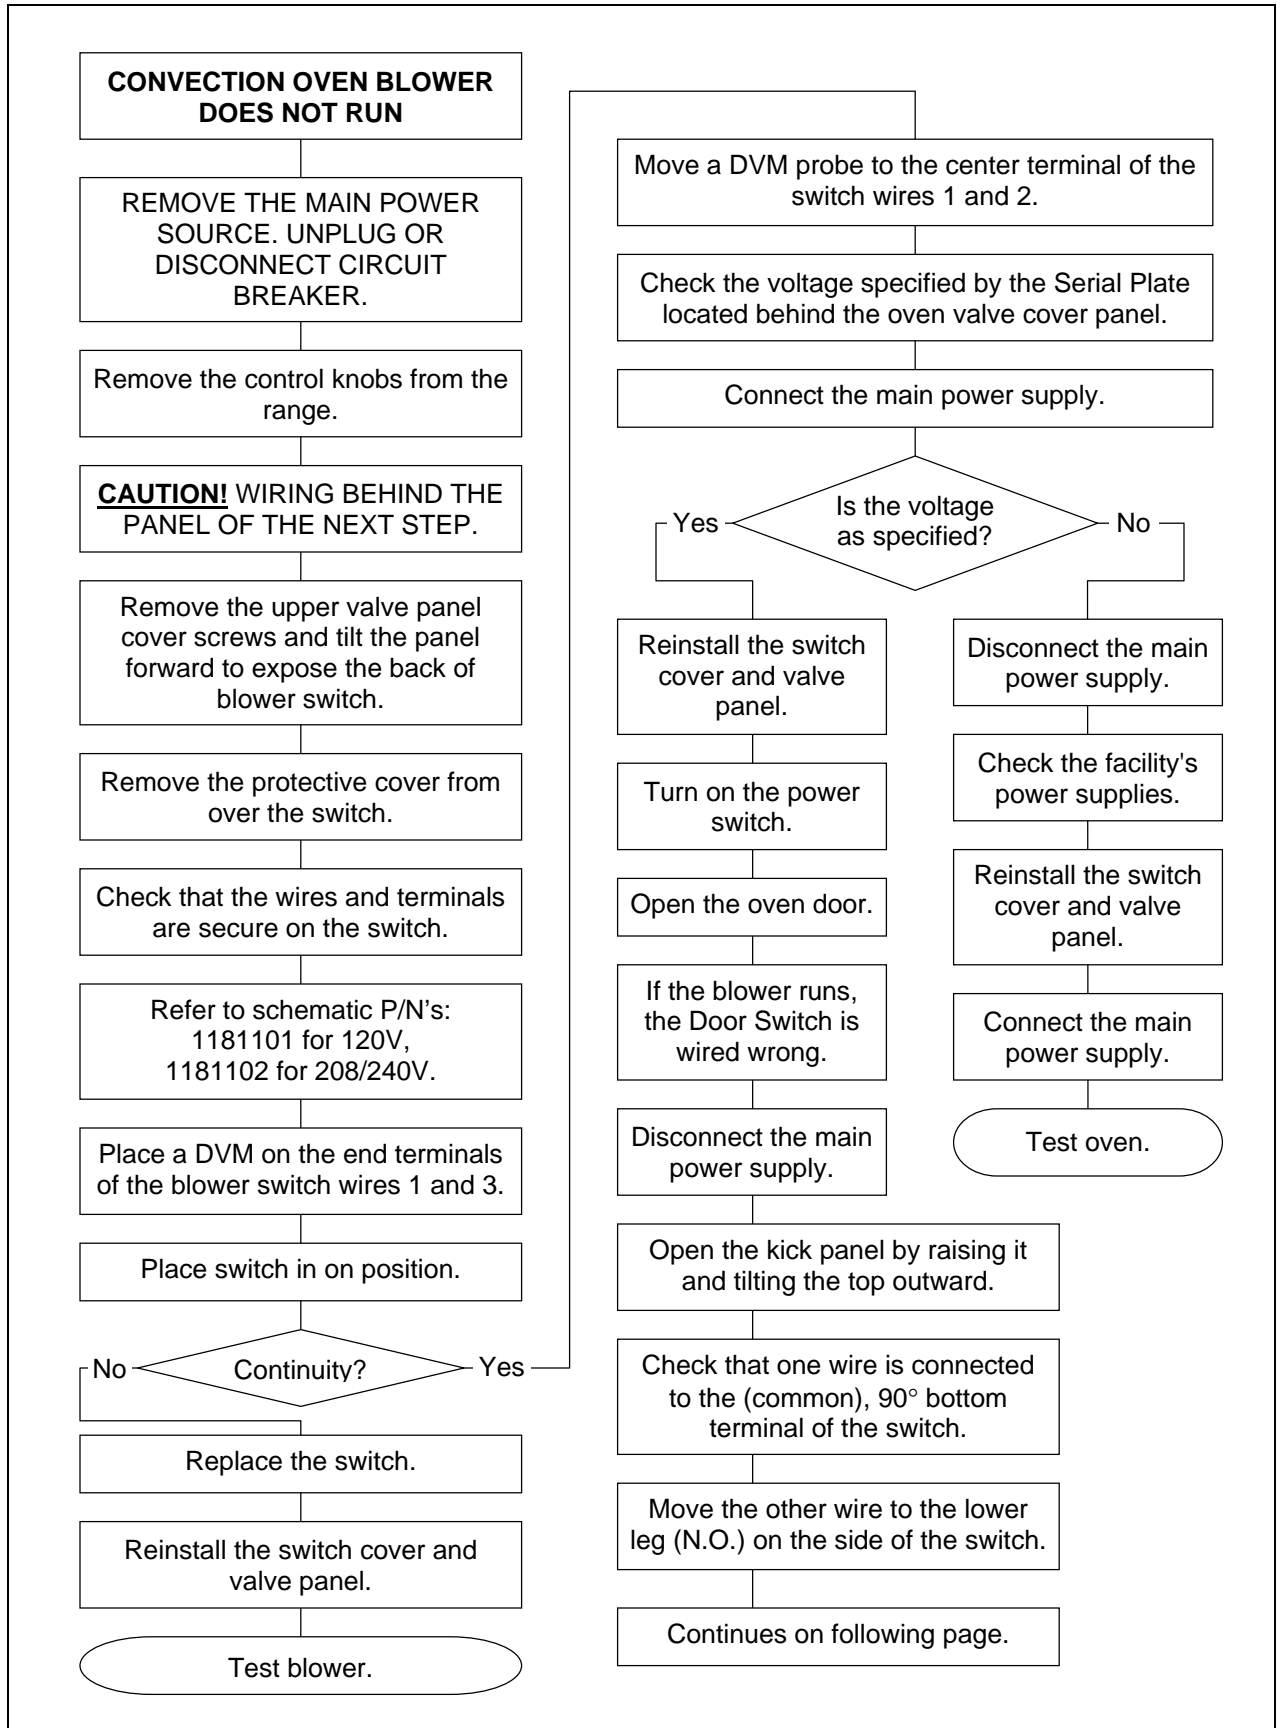 CONVECTION OVEN BLOWER
DOES NOT RUN
REMOVE THE MAIN POWER
SOURCE. UNPLUG OR
DISCONNECT CIRCUIT
BREAKER.
Remove the control knobs from the
range.
CAUTION! WIRING BEHIND THE
PANEL OF THE NEXT STEP.
Remove the upper valve panel
cover screws and tilt the panel
forward to expose the back of
blower switch.
Remove the protective cover from
over the switch.
Check that the wires and terminals
are secure on the switch.
Refer to schematic P/N's:
1181101 for 120V,
1181102 for 208/240V.
Place a DVM on the end terminals
of the blower switch wires 1 and 3.
Place switch in on position.
No
Continuity?
Yes
Replace the switch.
Reinstall the switch cover and
valve panel.
Test blower.
Move a DVM probe to the center terminal of the
switch wires 1 and 2.
Check the voltage specified by the Serial Plate
located behind the oven valve cover panel.
Connect the main power supply.
Yes
Is the voltage
as specified?
No
Reinstall the switch
cover and valve
panel.
Turn on the power
switch.
Open the oven door.
If the blower runs,
the Door Switch is
wired wrong.
Disconnect the main
power supply.
Open the kick panel by raising it
and tilting the top outward.
Check that one wire is connected
to the (common), 90° bottom
terminal of the switch.
Move the other wire to the lower
leg (N.O.) on the side of the switch.
Continues on following page.
Disconnect the main
power supply.
Check the facility's
power supplies.
Reinstall the switch
cover and valve
panel.
Connect the main
power supply.
Test oven.